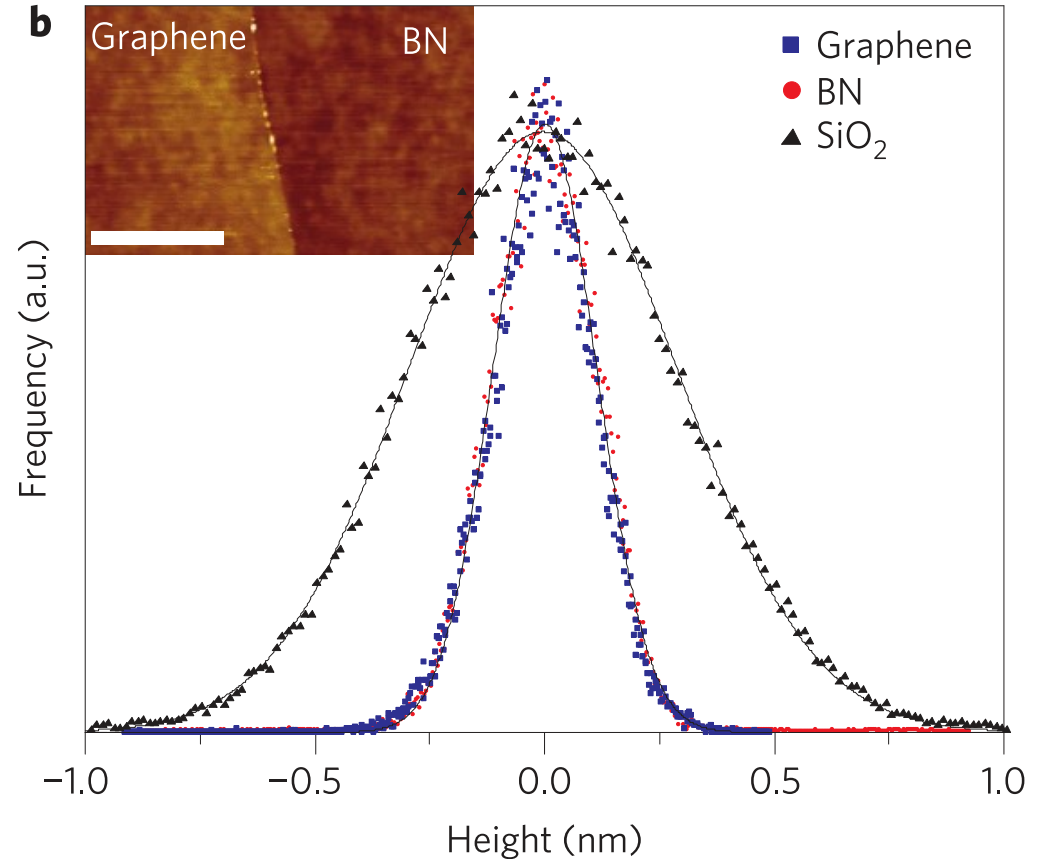 b
Graphene
BN
Graphene
BN
SiO₂
Frequency (a.u.)
−1.0 −0.5 0.0 0.5 1.0
Height (nm)